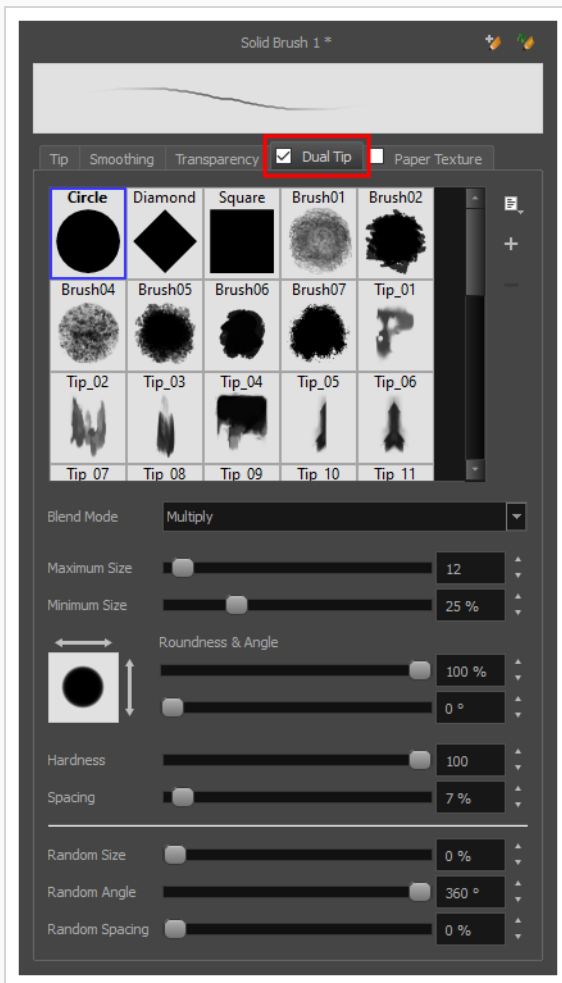 Solid Brush 1 *
Tip Smoothing Transparency Dual Tip Paper Texture
Circle Diamond Square Brush01 Brush02
Brush04 Brush05 Brush06 Brush07 Tip_01
Tip_02 Tip_03 Tip_04 Tip_05 Tip_06
Tip_07 Tip_08 Tip_09 Tip_10 Tip_11
Blend Mode Multiply
Maximum Size 12
Minimum Size 25 %
Roundness & Angle
100 %
0 °
Hardness 100
Spacing 7 %
Random Size 0 %
Random Angle 360 °
Random Spacing 0 %